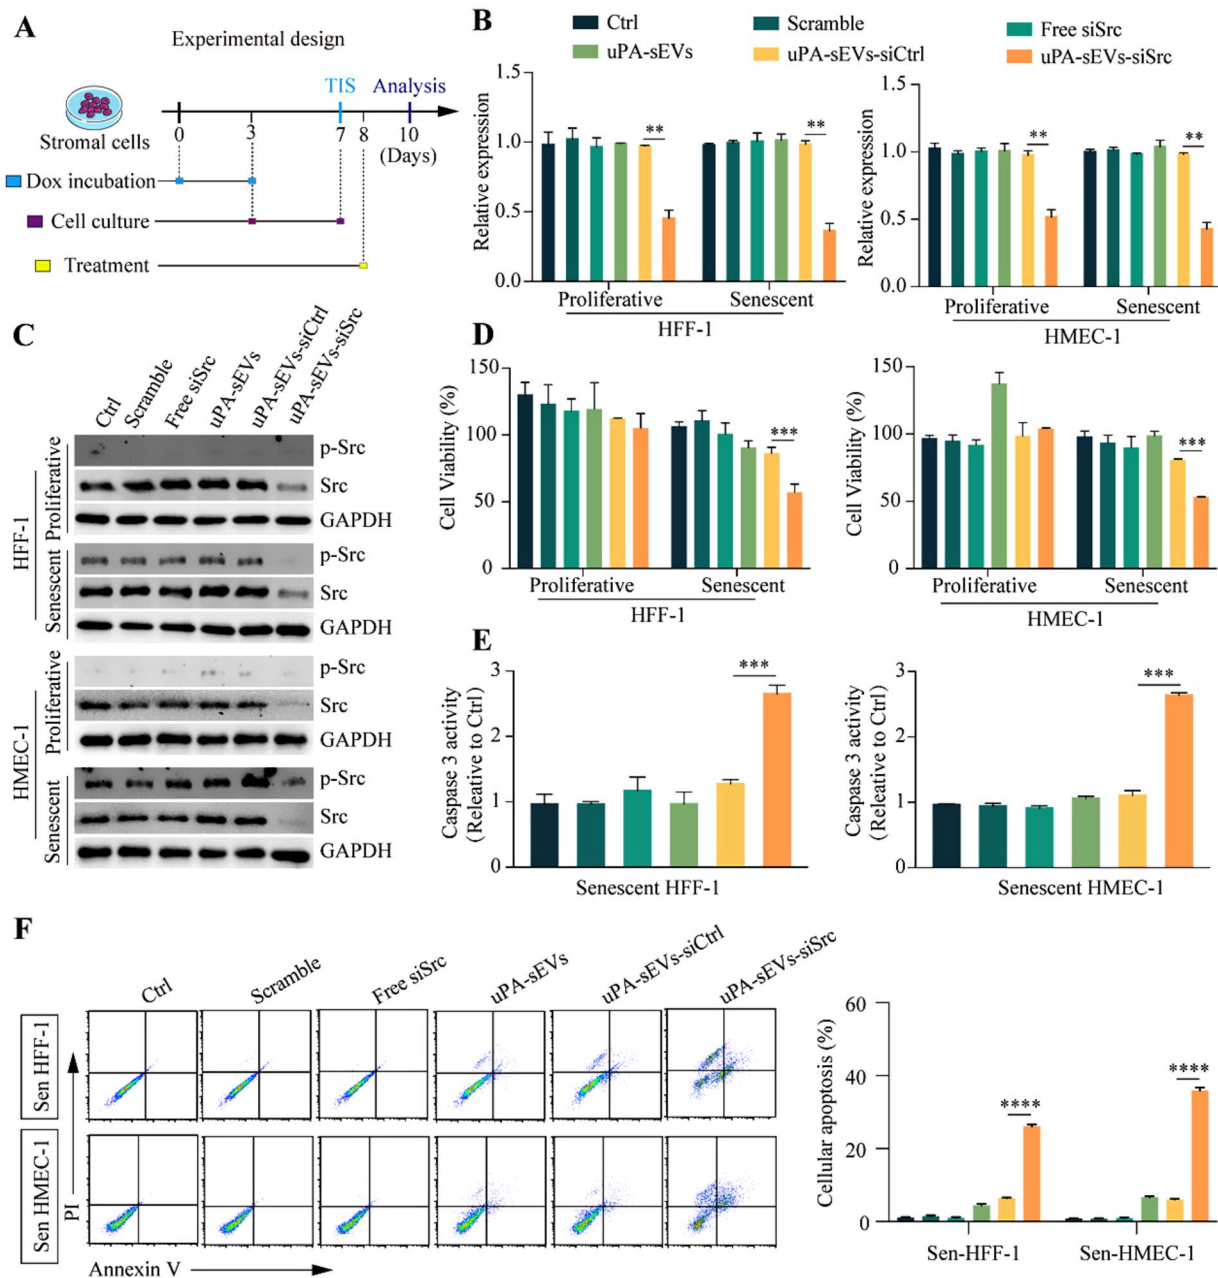 A
Experimental design
TIS Analysis
Stromal cells
0 3 7 8 10
(Days)
Dox incubation
Cell culture
Treatment
B
Ctrl Scramble Free siSrc
uPA-sEVs uPA-sEVs-siCtrl uPA-sEVs-siSrc
Relative expression
1.5
1.0
0.5
0.0
** **
Proliferative Senescent
HFF-1
Relative expression
1.5
1.0
0.5
0.0
** **
Proliferative Senescent
HMEC-1
C
Ctrl Scramble Free siSrc uPA-sEVs uPA-sEVs-siCtrl uPA-sEVs-siSrc
HFF-1
Proliferative
p-Src
Src
GAPDH
Senescent
p-Src
Src
GAPDH
HMEC-1
Proliferative
p-Src
Src
GAPDH
Senescent
p-Src
Src
GAPDH
D
Cell Viability (%)
150
100
50
0
***
Proliferative Senescent
HFF-1
Cell Viability (%)
150
100
50
0
***
Proliferative Senescent
HMEC-1
E
Caspase 3 activity
(Releative to Ctrl)
3
2
1
0
***
Senescent HFF-1
Caspase 3 activity
(Releative to Ctrl)
3
2
1
0
***
Senescent HMEC-1
F
Ctrl Scramble Free siSrc uPA-sEVs uPA-sEVs-siCtrl uPA-sEVs-siSrc
Sen HFF-1
Sen HMEC-1
PI
Annexin V
Cellular apoptosis (%)
60
40
20
0
**** ****
Sen-HFF-1 Sen-HMEC-1